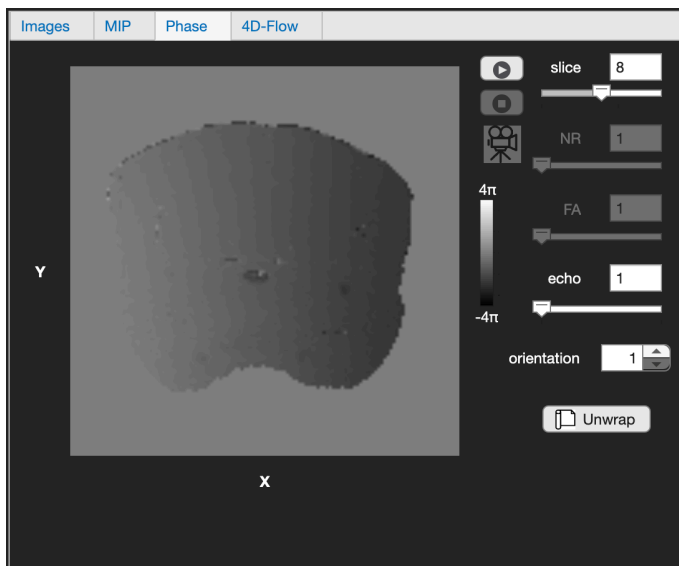 Images MIP Phase 4D-Flow
slice 8
NR 1
4π
FA 1
Y
echo 1
-4π
orientation 1
Unwrap
X